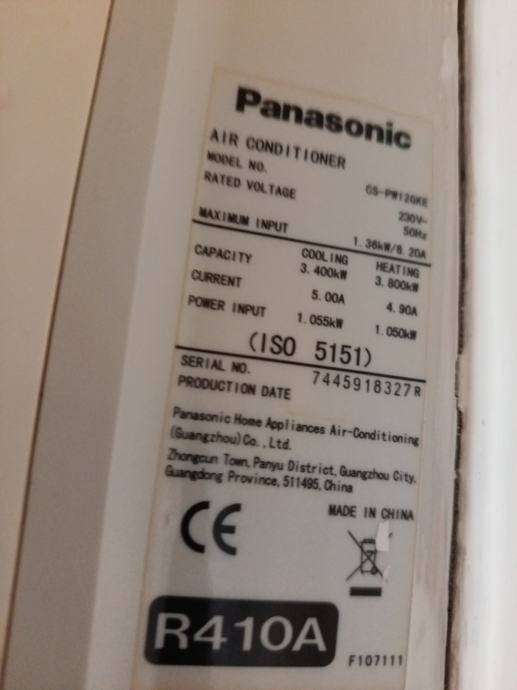 Panasonic
AIR CONDITIONER
MODEL NO. CS-PW12GKE
RATED VOLTAGE 230V~
50Hz
MAXIMUM INPUT 1.36kW/6.20A
COOLING HEATING
CAPACITY 3.400kW 3.800kW
CURRENT 5.00A 4.90A
POWER INPUT 1.055kW 1.050kW
(ISO 5151)
SERIAL NO. 7445918327R
PRODUCTION DATE
Panasonic Home Appliances Air-Conditioning
(Guangzhou)Co.,Ltd.
Zhongcun Town, Panyu District, Guangzhou City,
Guangdong Province, 511495, China
CE MADE IN CHINA
R410A F107111